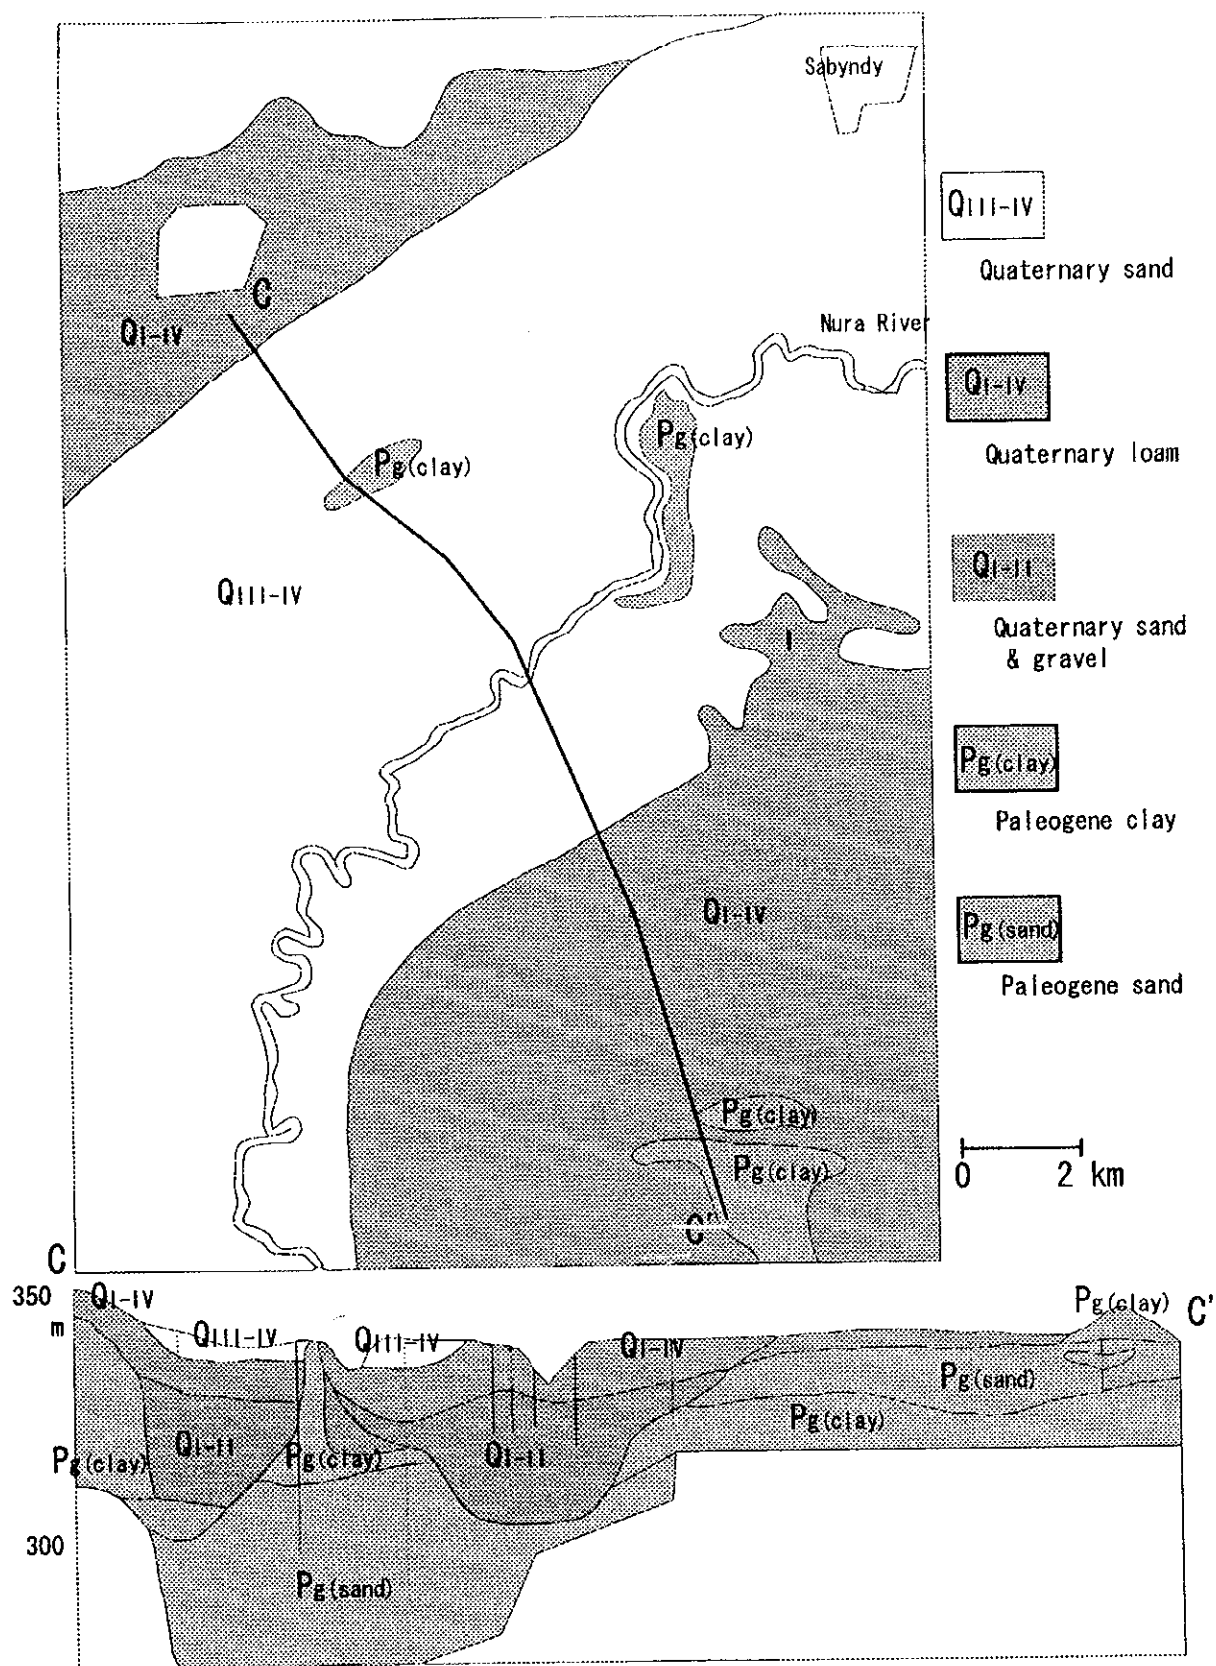 Sabyndy
QIII-IV
Quaternary sand
C
QI-IV
Nura River
QI-IV
Quaternary loam
Pg(clay)
Pg(clay)
QIII-IV
QI-II
Quaternary sand
& gravel
I
Pg(clay)
Paleogene clay
QI-IV
Pg(sand)
Paleogene sand
Pg(clay)
Pg(clay)
0 2 km
C'
C
350
m
QI-IV
QIII-IV
QIII-IV
QI-IV
Pg(clay)
C'
Pg(sand)
Pg(clay)
Pg(clay)
QI-II
Pg(clay)
QI-II
300
Pg(sand)